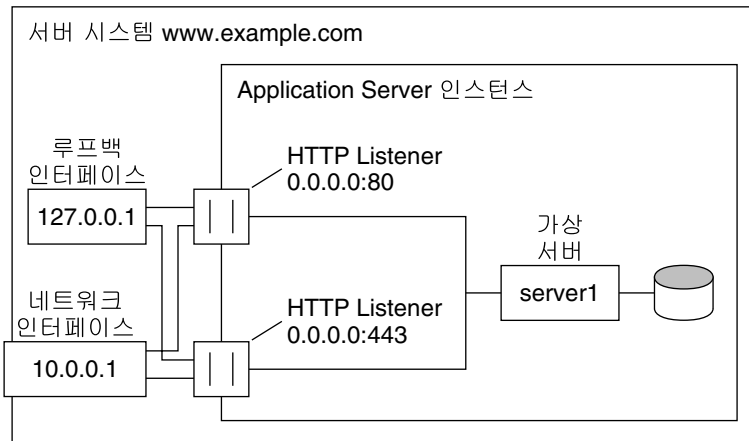 서버 시스템 www.example.com
Application Server 인스턴스
루프백
인터페이스
127.0.0.1
HTTP Listener
0.0.0.0:80
가상
서버
server1
네트워크
인터페이스
10.0.0.1
HTTP Listener
0.0.0.0:443